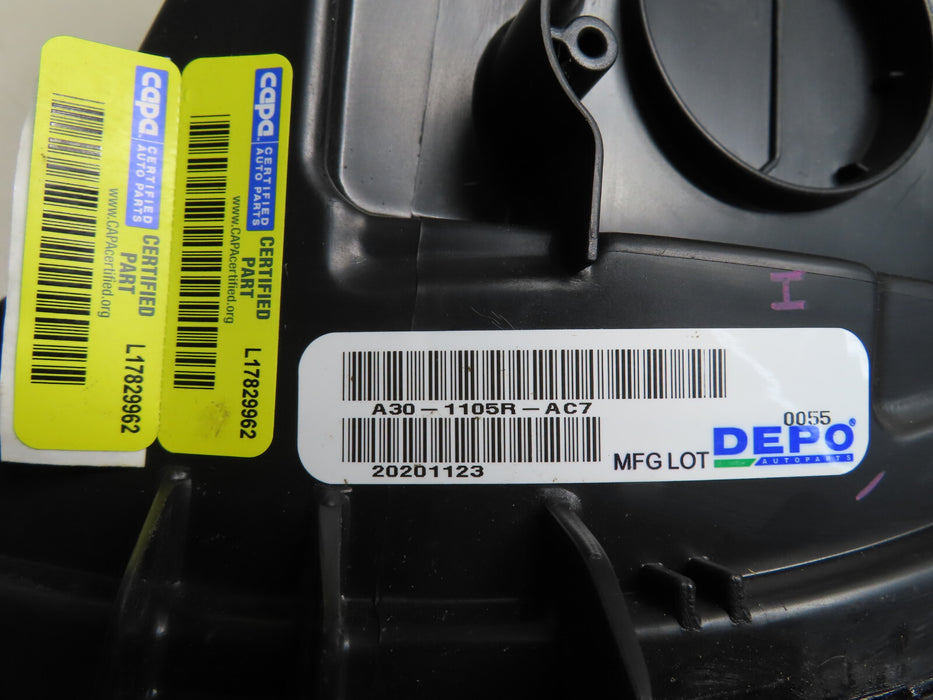 CAPA CERTIFIED
AUTO PARTS
CERTIFIED
PART
www.CAPAcertified.org
L17829962
CAPA CERTIFIED
AUTO PARTS
CERTIFIED
PART
www.CAPAcertified.org
L17829962
H
A30-1105R-AC7
0055
20201123
MFG LOT
DEPO®
AUTOPARTS